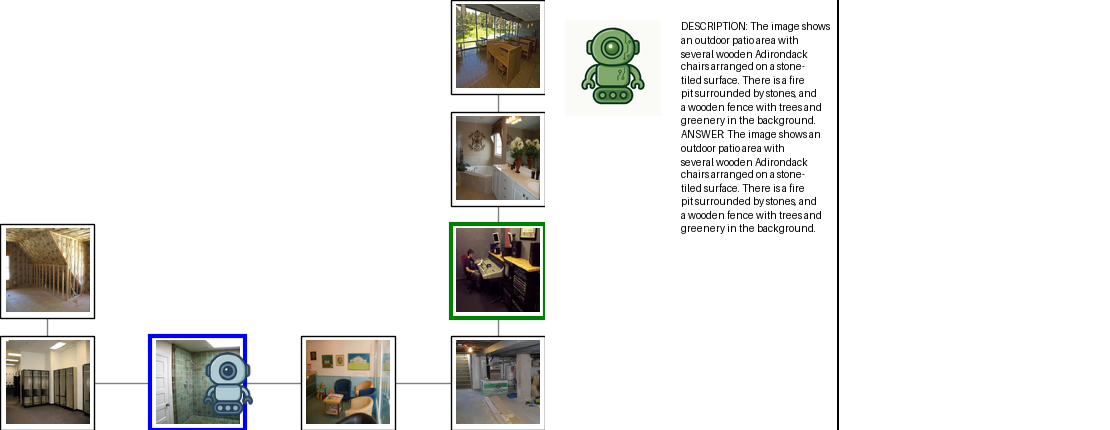 DESCRIPTION: The image shows
an outdoor patio area with
several wooden Adirondack
chairs arranged on a stone-
tiled surface. There is a fire
pit surrounded by stones, and
a wooden fence with trees and
greenery in the background.
ANSWER: The image shows an
outdoor patio area with
several wooden Adirondack
chairs arranged on a stone-
tiled surface. There is a fire
pit surrounded by stones, and
a wooden fence with trees and
greenery in the background.